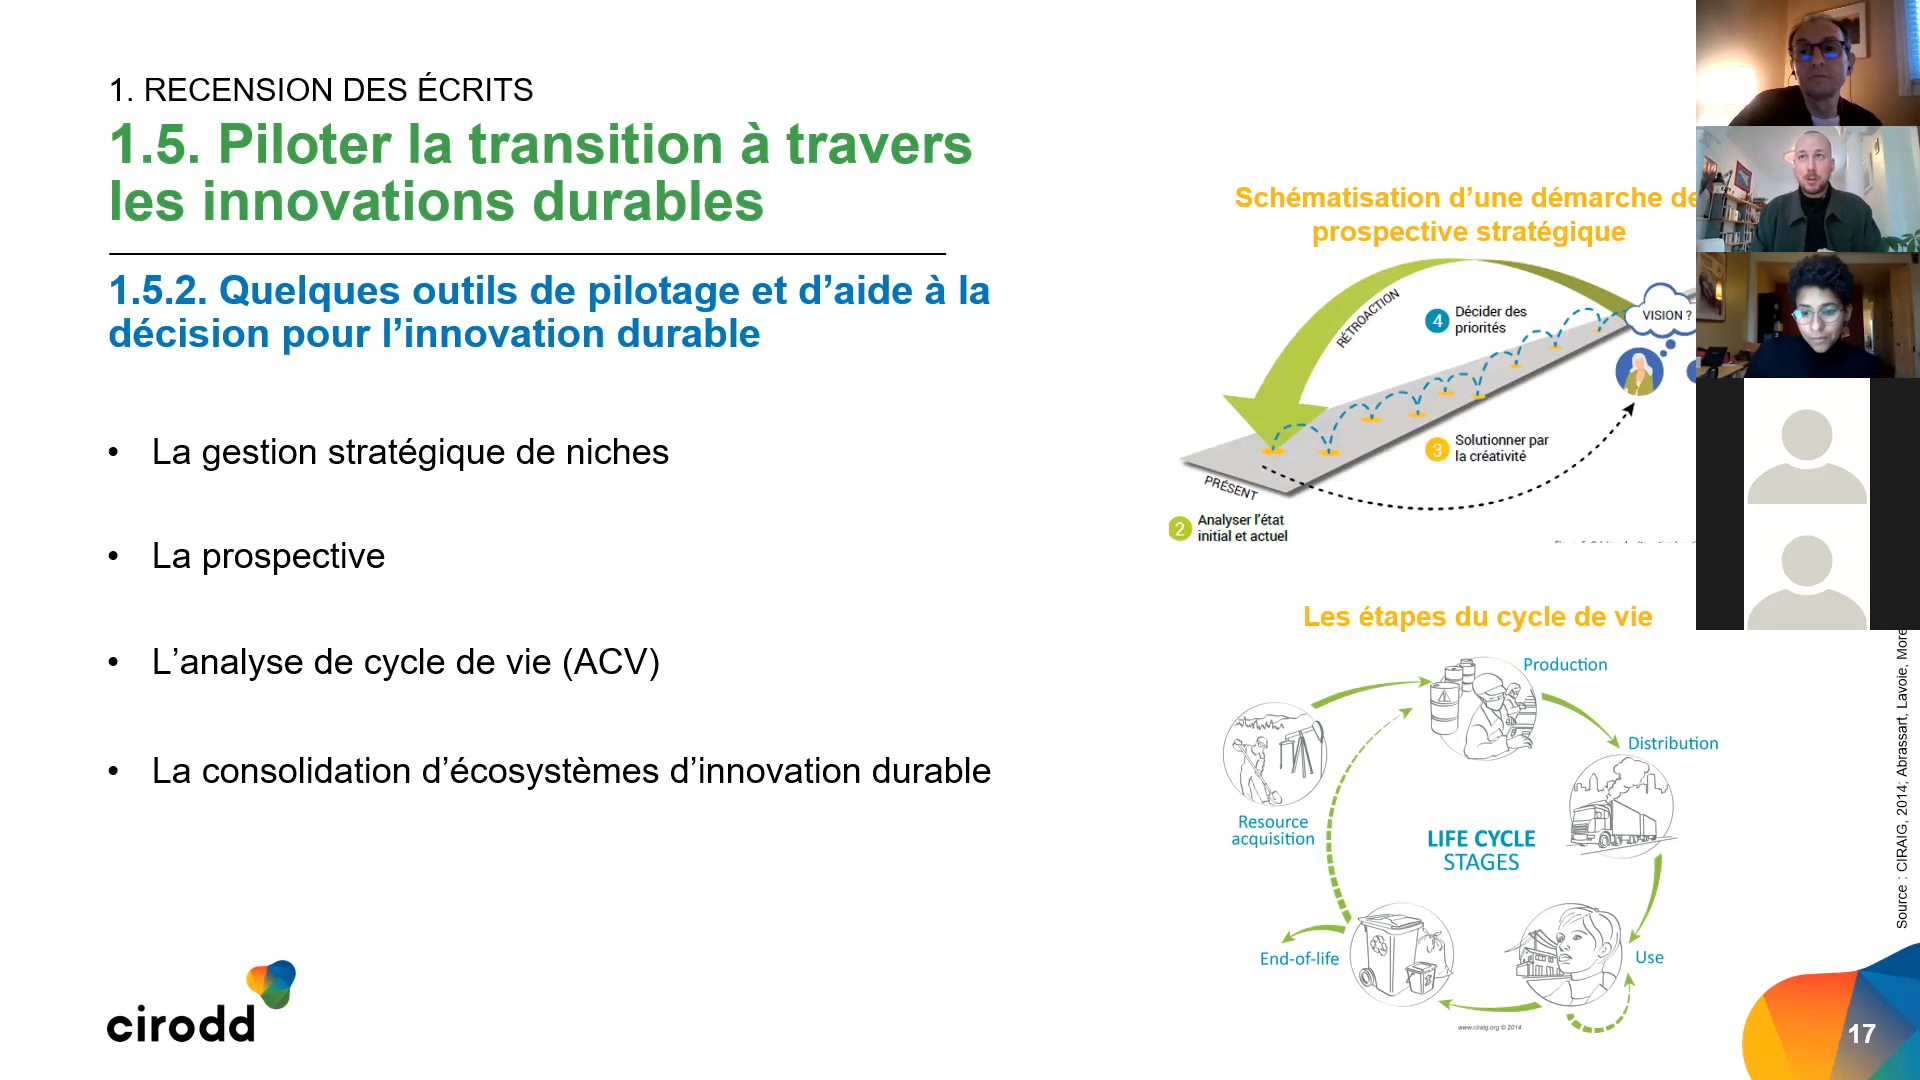 1. RECENSION DES ÉCRITS
1.5. Piloter la transition à travers
les innovations durables
1.5.2. Quelques outils de pilotage et d’aide à la
décision pour l’innovation durable
• La gestion stratégique de niches
• La prospective
• L’analyse de cycle de vie (ACV)
• La consolidation d’écosystèmes d’innovation durable
cirodd
Schématisation d’une démarche de
prospective stratégique
RÉTROACTION
4 Décider des
priorités
VISION ?
3 Solutionner par
la créativité
PRÉSENT
2 Analyser l’état
initial et actuel
Les étapes du cycle de vie
Production
Distribution
Resource
acquisition
LIFE CYCLE
STAGES
End-of-life
Use
www.ciraig.org © 2014
Source : CIRAIG, 2014; Abrassart, Lavoie,
17